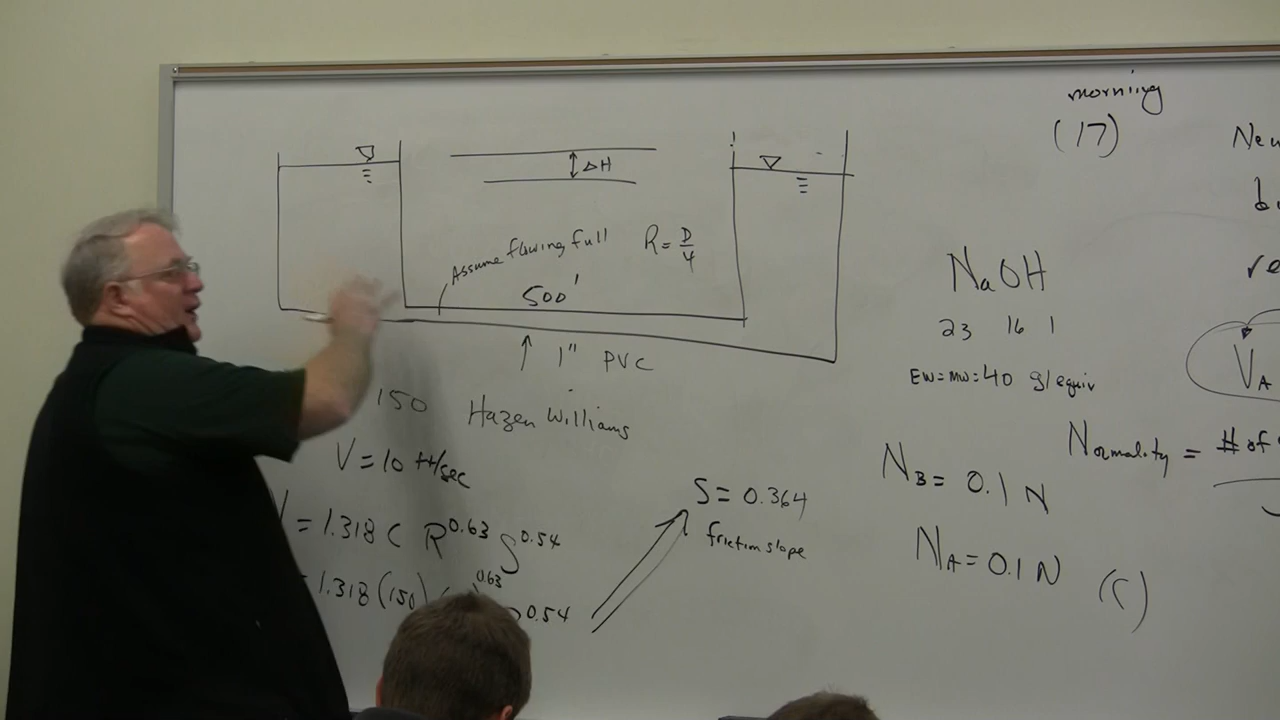 morning
(17)
ΔH
Assume flowing full
R = D/4
500'
1" PVC
150 Hazen Williams
V = 10 ft/sec
V = 1.318 C R^0.63 S^0.54
= 1.318 (150) 0.63 0.54
S = 0.364
friction slope
NaOH
23 16 1
EW = MW = 40 g/equiv
V_A
Normality = # of
N_B = 0.1 N
N_A = 0.1 N
(C)